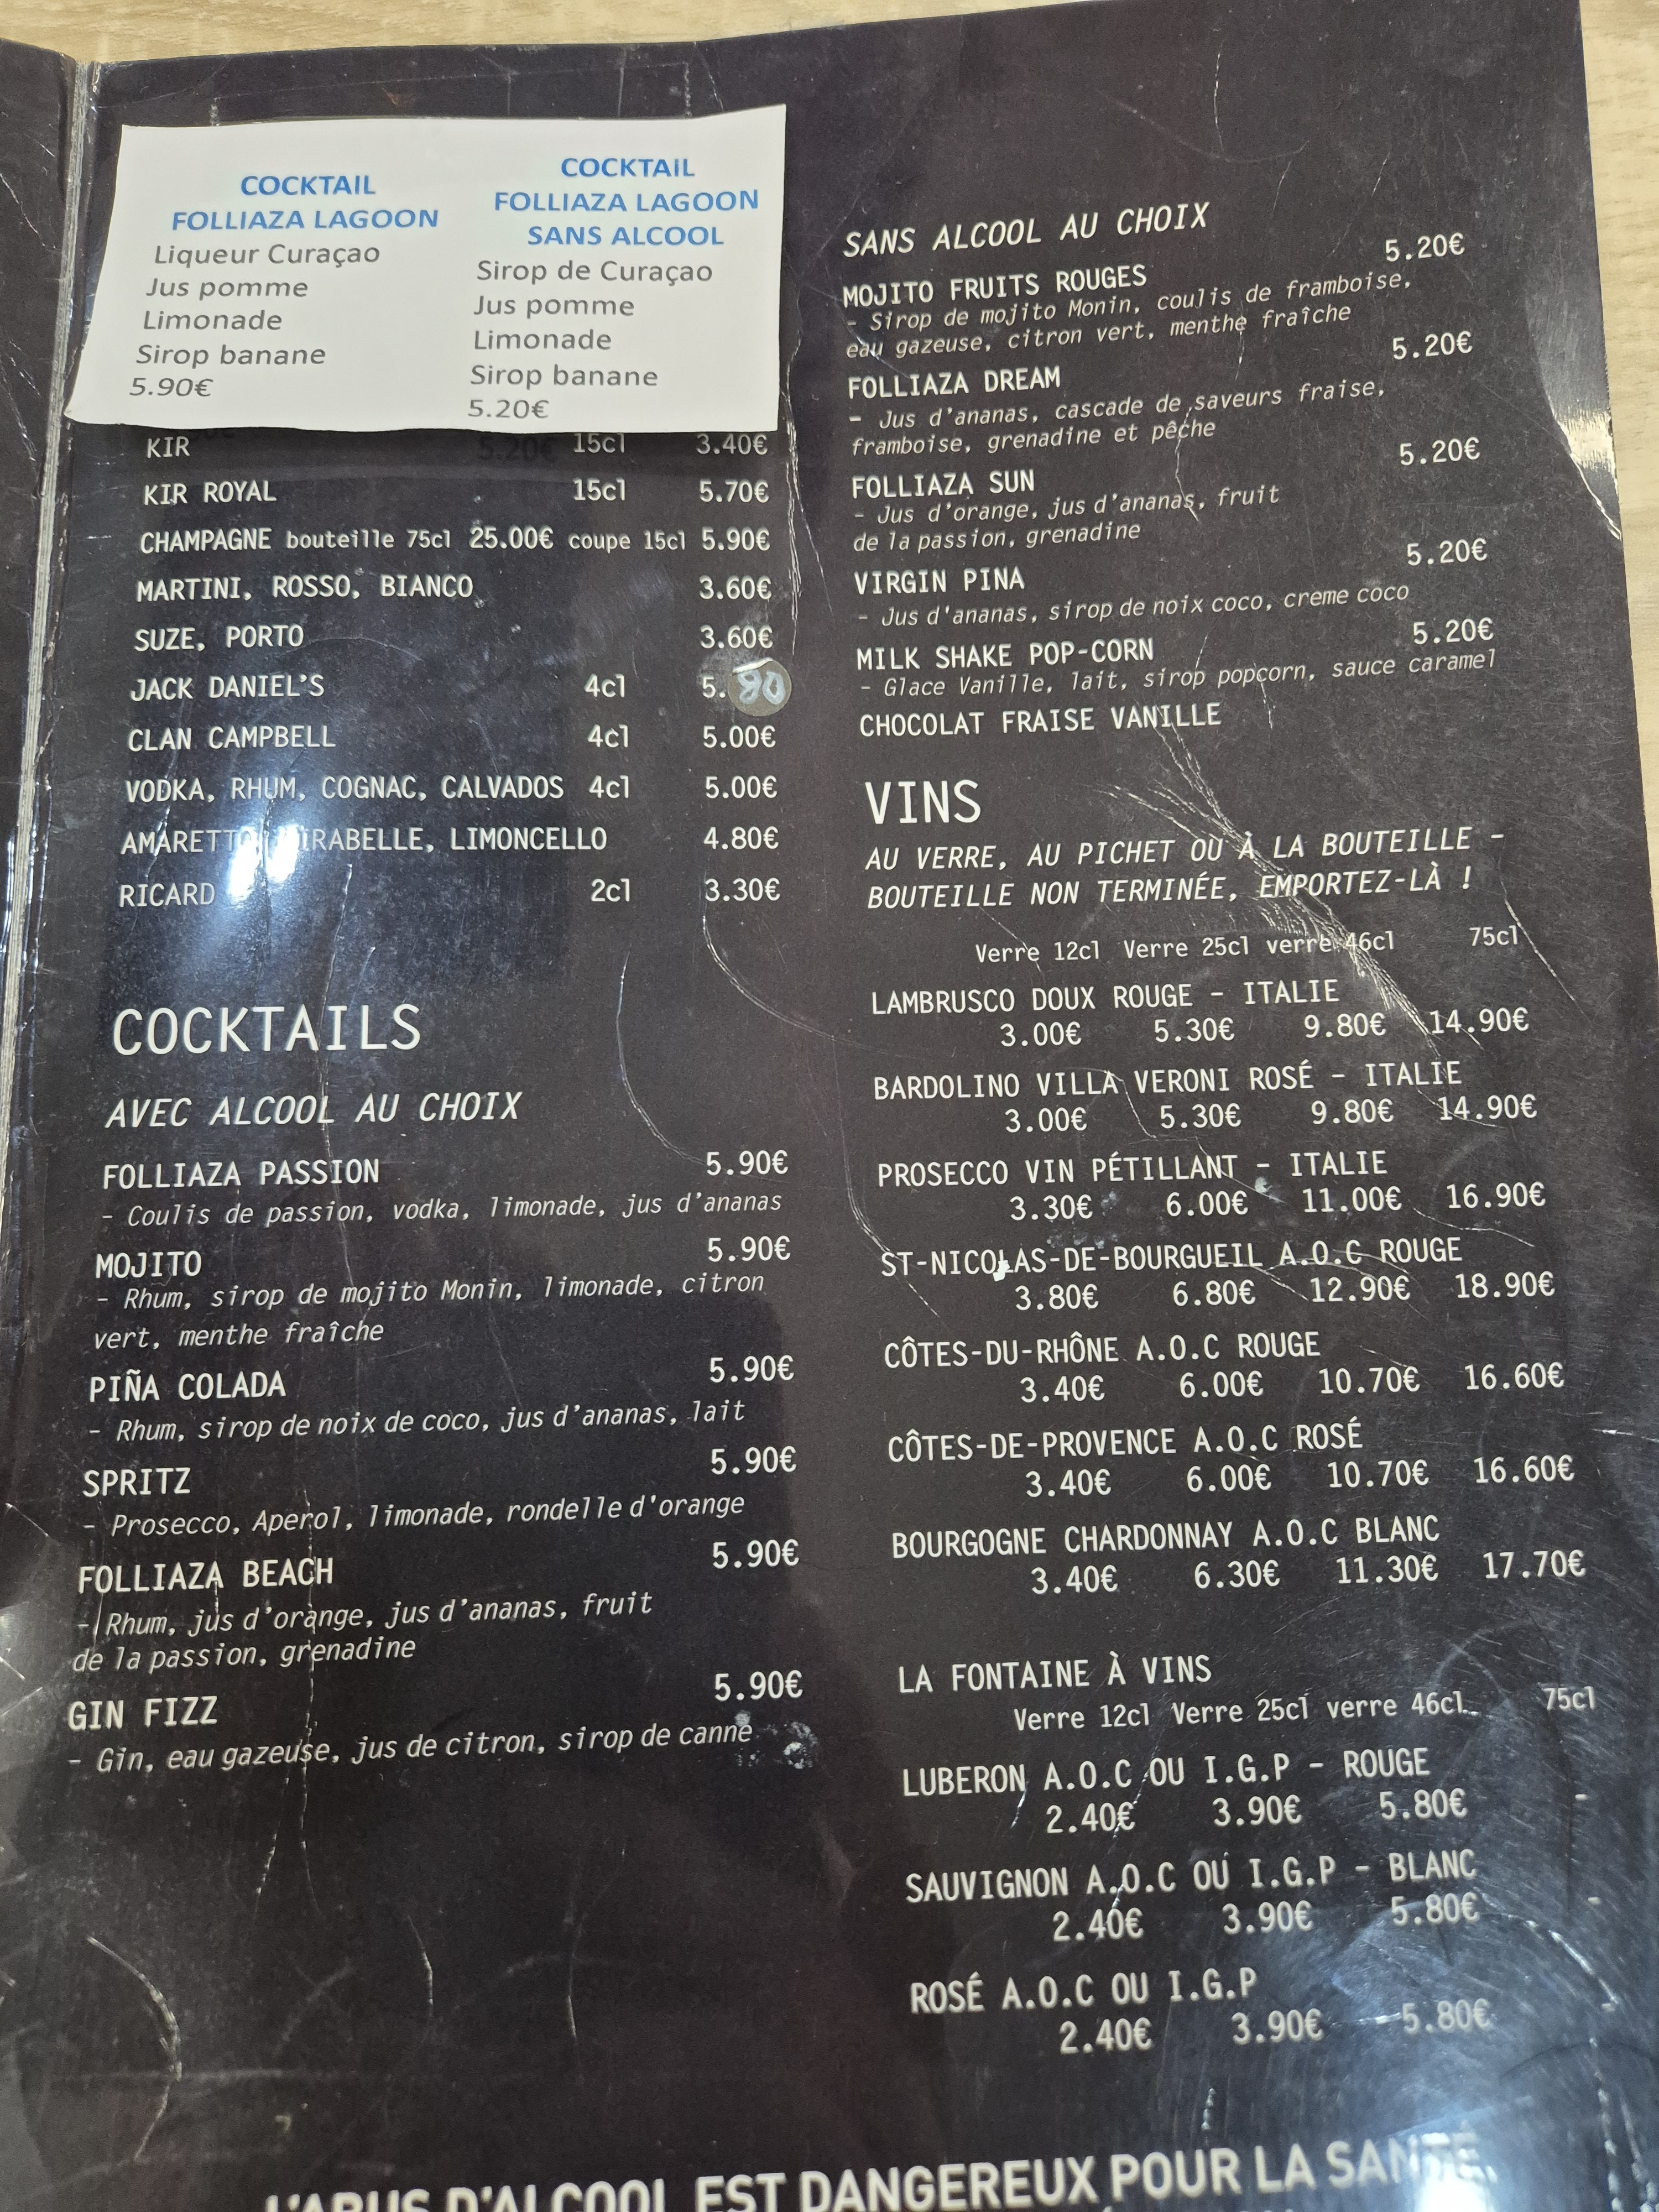 COCKTAIL
FOLLIAZA LAGOON
Liqueur Curaçao
Jus pomme
Limonade
Sirop banane
5.90€
COCKTAIL
FOLLIAZA LAGOON
SANS ALCOOL
Sirop de Curaçao
Jus pomme
Limonade
Sirop banane
5.20€
KIR 15cl 3.40€
KIR ROYAL 15cl 5.70€
CHAMPAGNE bouteille 75cl 25.00€ coupe 15cl 5.90€
MARTINI, ROSSO, BIANCO 3.60€
SUZE, PORTO 3.60€
JACK DANIEL'S 4cl 5.80
CLAN CAMPBELL 4cl 5.00€
VODKA, RHUM, COGNAC, CALVADOS 4cl 5.00€
LIMONCELLO 4.80€
RICARD 2cl 3.30€
COCKTAILS
AVEC ALCOOL AU CHOIX
FOLLIAZA PASSION 5.90€
- Coulis de passion, vodka, limonade, jus d'ananas
MOJITO 5.90€
- Rhum, sirop de mojito Monin, limonade, citron
vert, menthe fraîche
PIÑA COLADA 5.90€
- Rhum, sirop de noix de coco, jus d'ananas, lait
SPRITZ 5.90€
- Prosecco, Aperol, limonade, rondelle d'orange
FOLLIAZA BEACH 5.90€
- Rhum, jus d'orange, jus d'ananas, fruit
de la passion, grenadine
GIN FIZZ 5.90€
- Gin, eau gazeuse, jus de citron, sirop de canne
SANS ALCOOL AU CHOIX
MOJITO FRUITS ROUGES 5.20€
- Sirop de mojito Monin, coulis de framboise,
eau gazeuse, citron vert, menthe fraîche
FOLLIAZA DREAM 5.20€
- Jus d'ananas, cascade de saveurs fraise,
framboise, grenadine et pêche
FOLLIAZA SUN 5.20€
- Jus d'orange, jus d'ananas, fruit
de la passion, grenadine
VIRGIN PINA 5.20€
- Jus d'ananas, sirop de noix coco, creme coco
MILK SHAKE POP-CORN 5.20€
- Glace Vanille, lait, sirop popcorn, sauce caramel
CHOCOLAT FRAISE VANILLE
VINS
AU VERRE, AU PICHET OU À LA BOUTEILLE -
BOUTEILLE NON TERMINÉE, EMPORTEZ-LÀ !
Verre 12cl Verre 25cl verre 46cl 75cl
LAMBRUSCO DOUX ROUGE - ITALIE
3.00€ 5.30€ 9.80€ 14.90€
BARDOLINO VILLA VERONI ROSÉ - ITALIE
3.00€ 5.30€ 9.80€ 14.90€
PROSECCO VIN PÉTILLANT - ITALIE
3.30€ 6.00€ 11.00€ 16.90€
ST-NICOLAS-DE-BOURGUEIL A.O.C ROUGE
3.80€ 6.80€ 12.90€ 18.90€
CÔTES-DU-RHÔNE A.O.C ROUGE
3.40€ 6.00€ 10.70€ 16.60€
CÔTES-DE-PROVENCE A.O.C ROSÉ
3.40€ 6.00€ 10.70€ 16.60€
BOURGOGNE CHARDONNAY A.O.C BLANC
3.40€ 6.30€ 11.30€ 17.70€
LA FONTAINE À VINS
Verre 12cl Verre 25cl verre 46cl 75cl
LUBERON A.O.C OU I.G.P - ROUGE
2.40€ 3.90€ 5.80€ -
SAUVIGNON A.O.C OU I.G.P - BLANC
2.40€ 3.90€ 5.80€ -
ROSÉ A.O.C OU I.G.P
2.40€ 3.90€ 5.80€ -
L'ABUS D'ALCOOL EST DANGEREUX POUR LA SANTÉ,